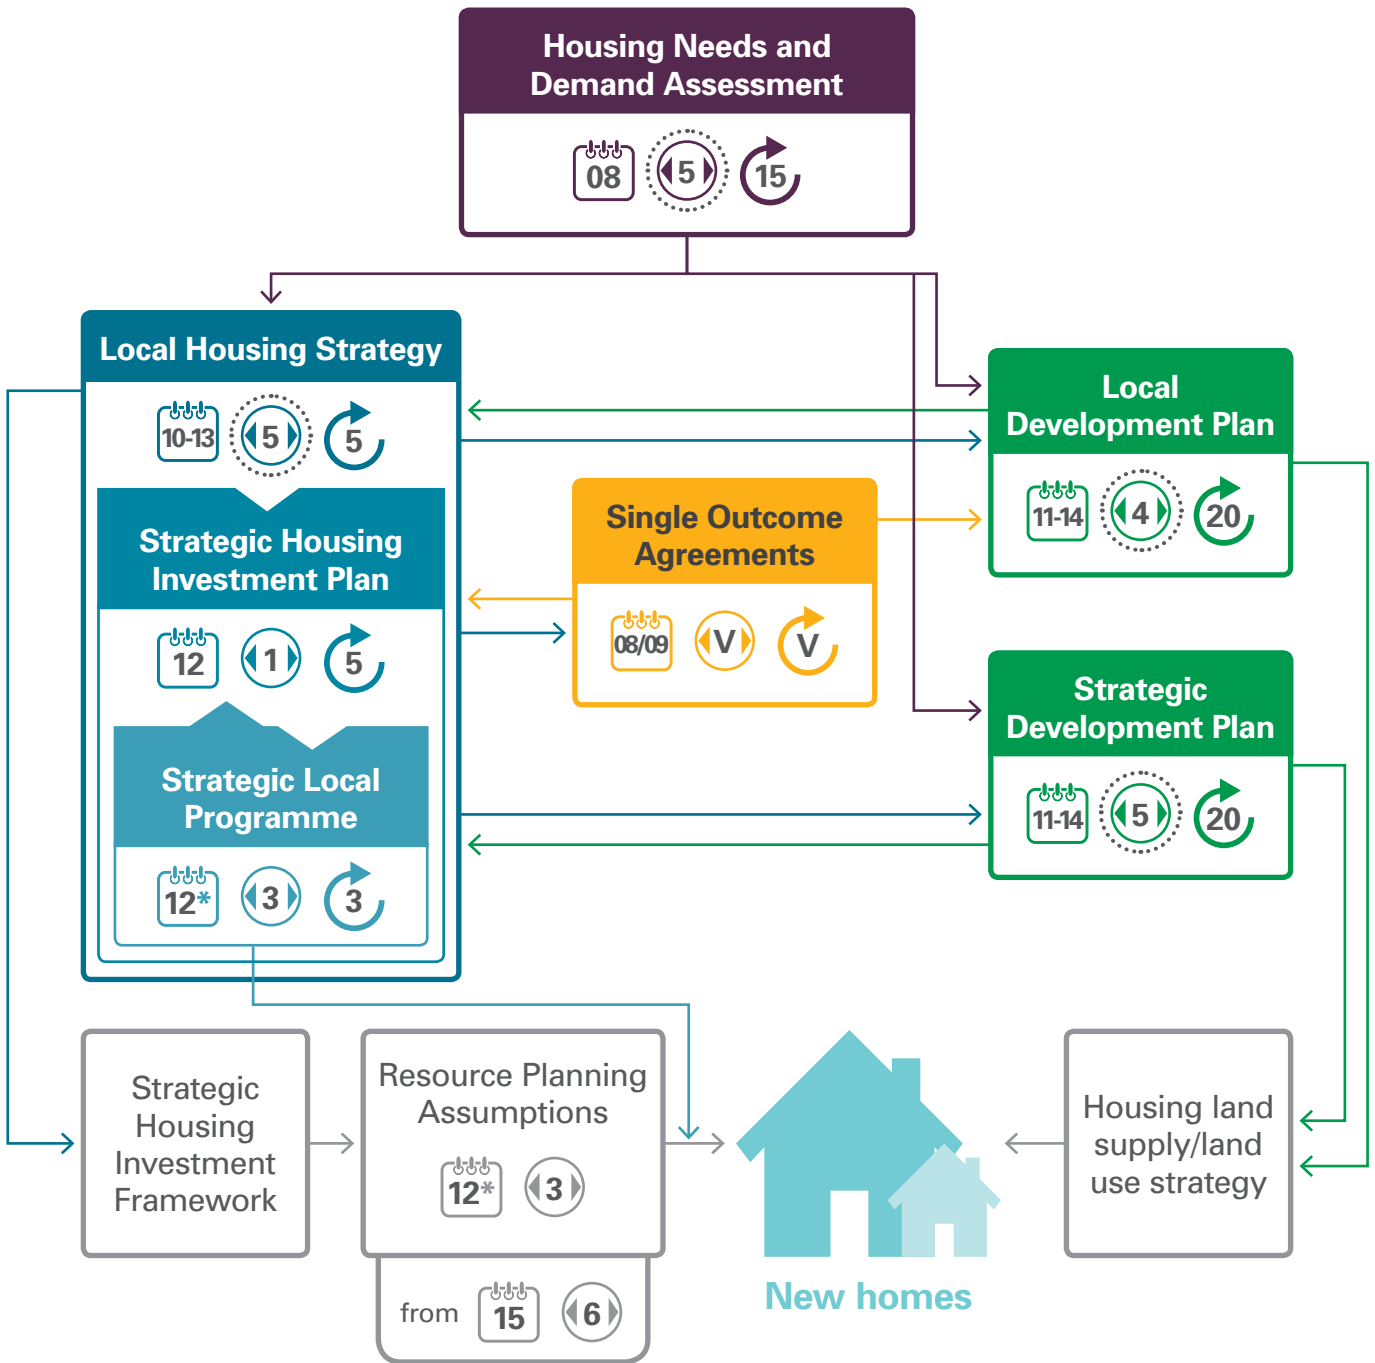 Housing Needs and
Demand Assessment
08 5 15
Local Housing Strategy
10-13 5 5
Strategic Housing
Investment Plan
12 1 5
Strategic Local
Programme
12* 3 3
Single Outcome
Agreements
08/09 V V
Local
Development Plan
11-14 4 20
Strategic
Development Plan
11-14 5 20
Strategic
Housing
Investment
Framework
Resource Planning
Assumptions
12* 3
from 15 6
New homes
Housing land
supply/land
use strategy